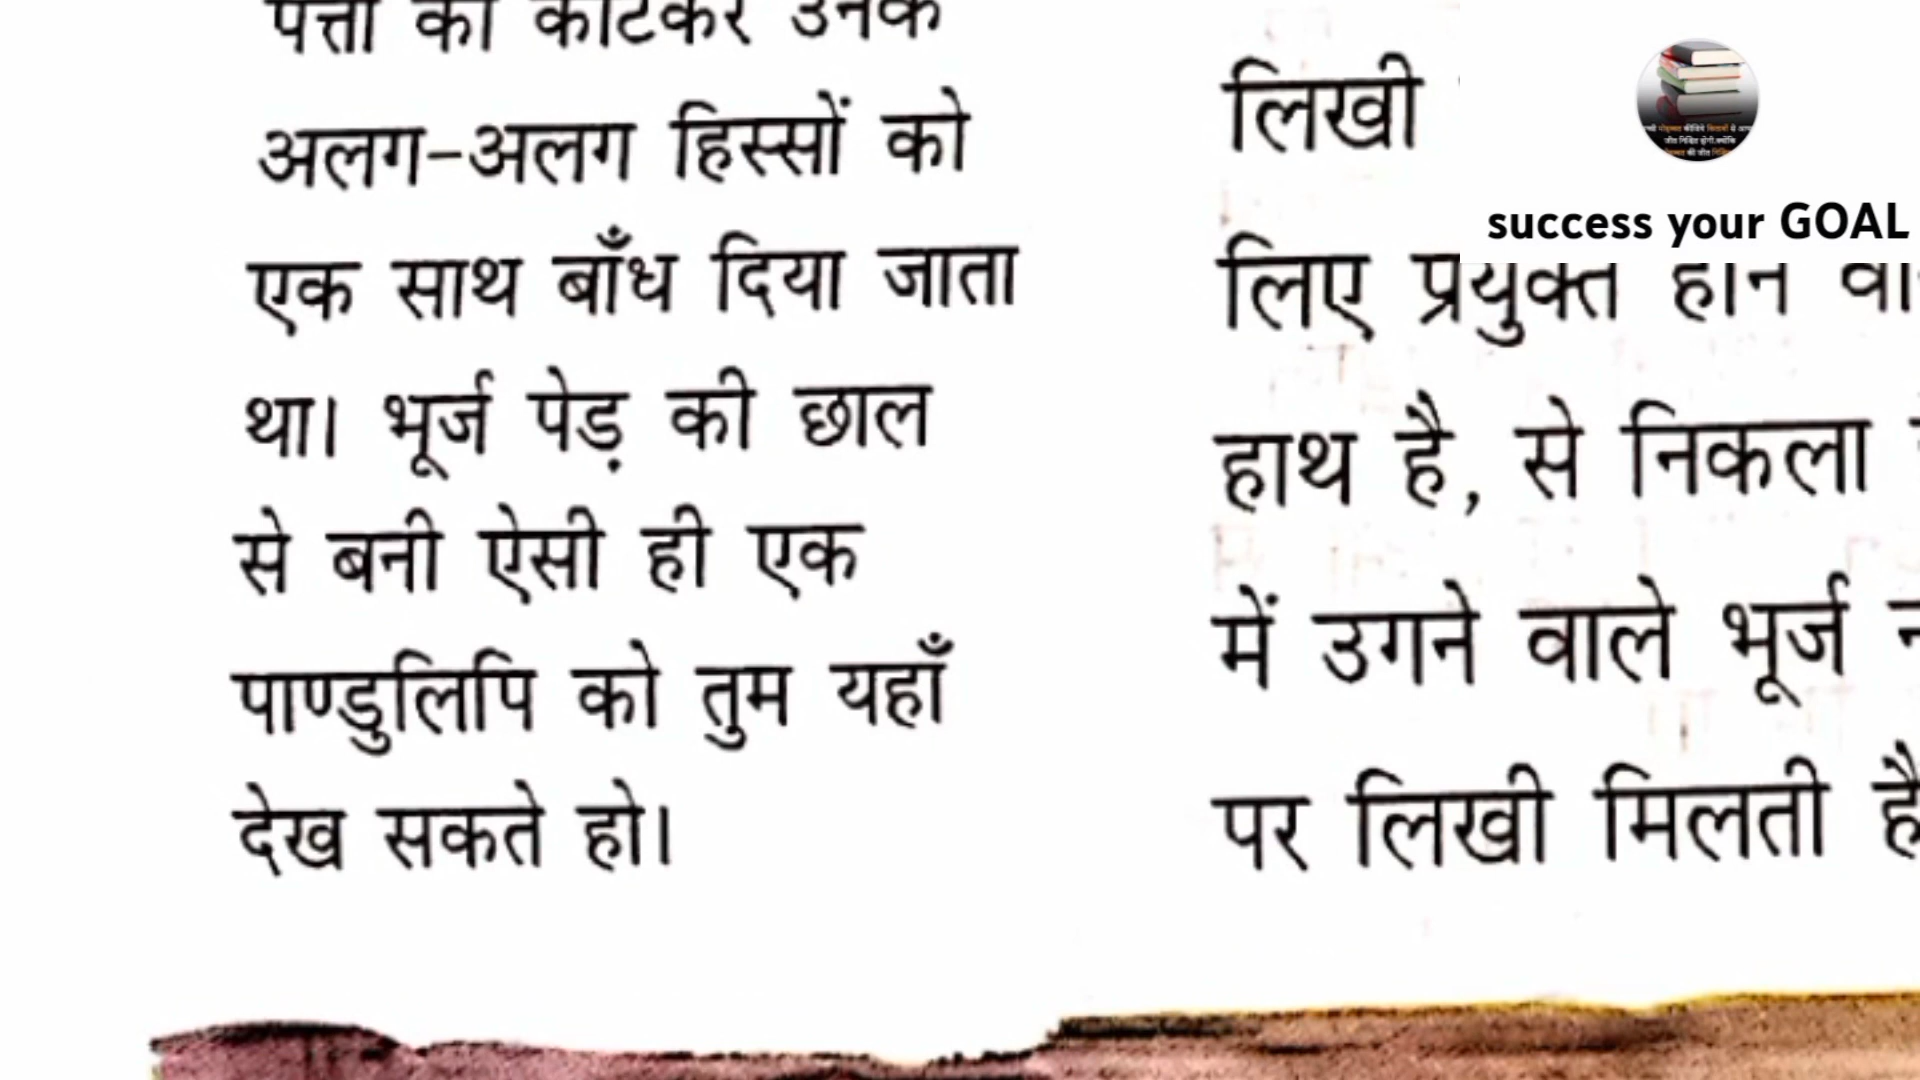 अलग-अलग हिस्सों को
एक साथ बाँध दिया जाता
था। भूर्ज पेड़ की छाल
से बनी ऐसी ही एक
पाण्डुलिपि को तुम यहाँ
देख सकते हो।
लिखी
लिए प्रयुक्त
हाथ है, से निकला
में उगने वाले भूर्ज
पर लिखी मिलती
success your GOAL